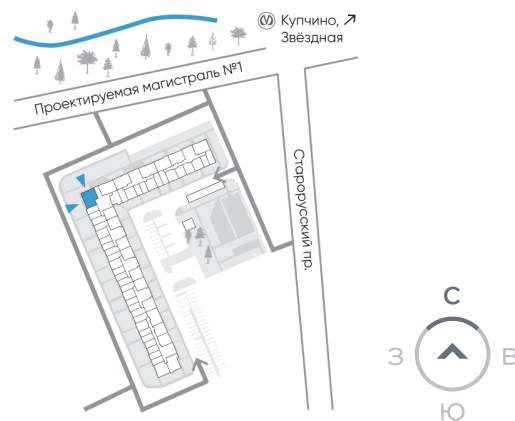 Купчино,
Звёздная
Проектируемая магистраль №1
Старорусский пр.
С
З
В
Ю